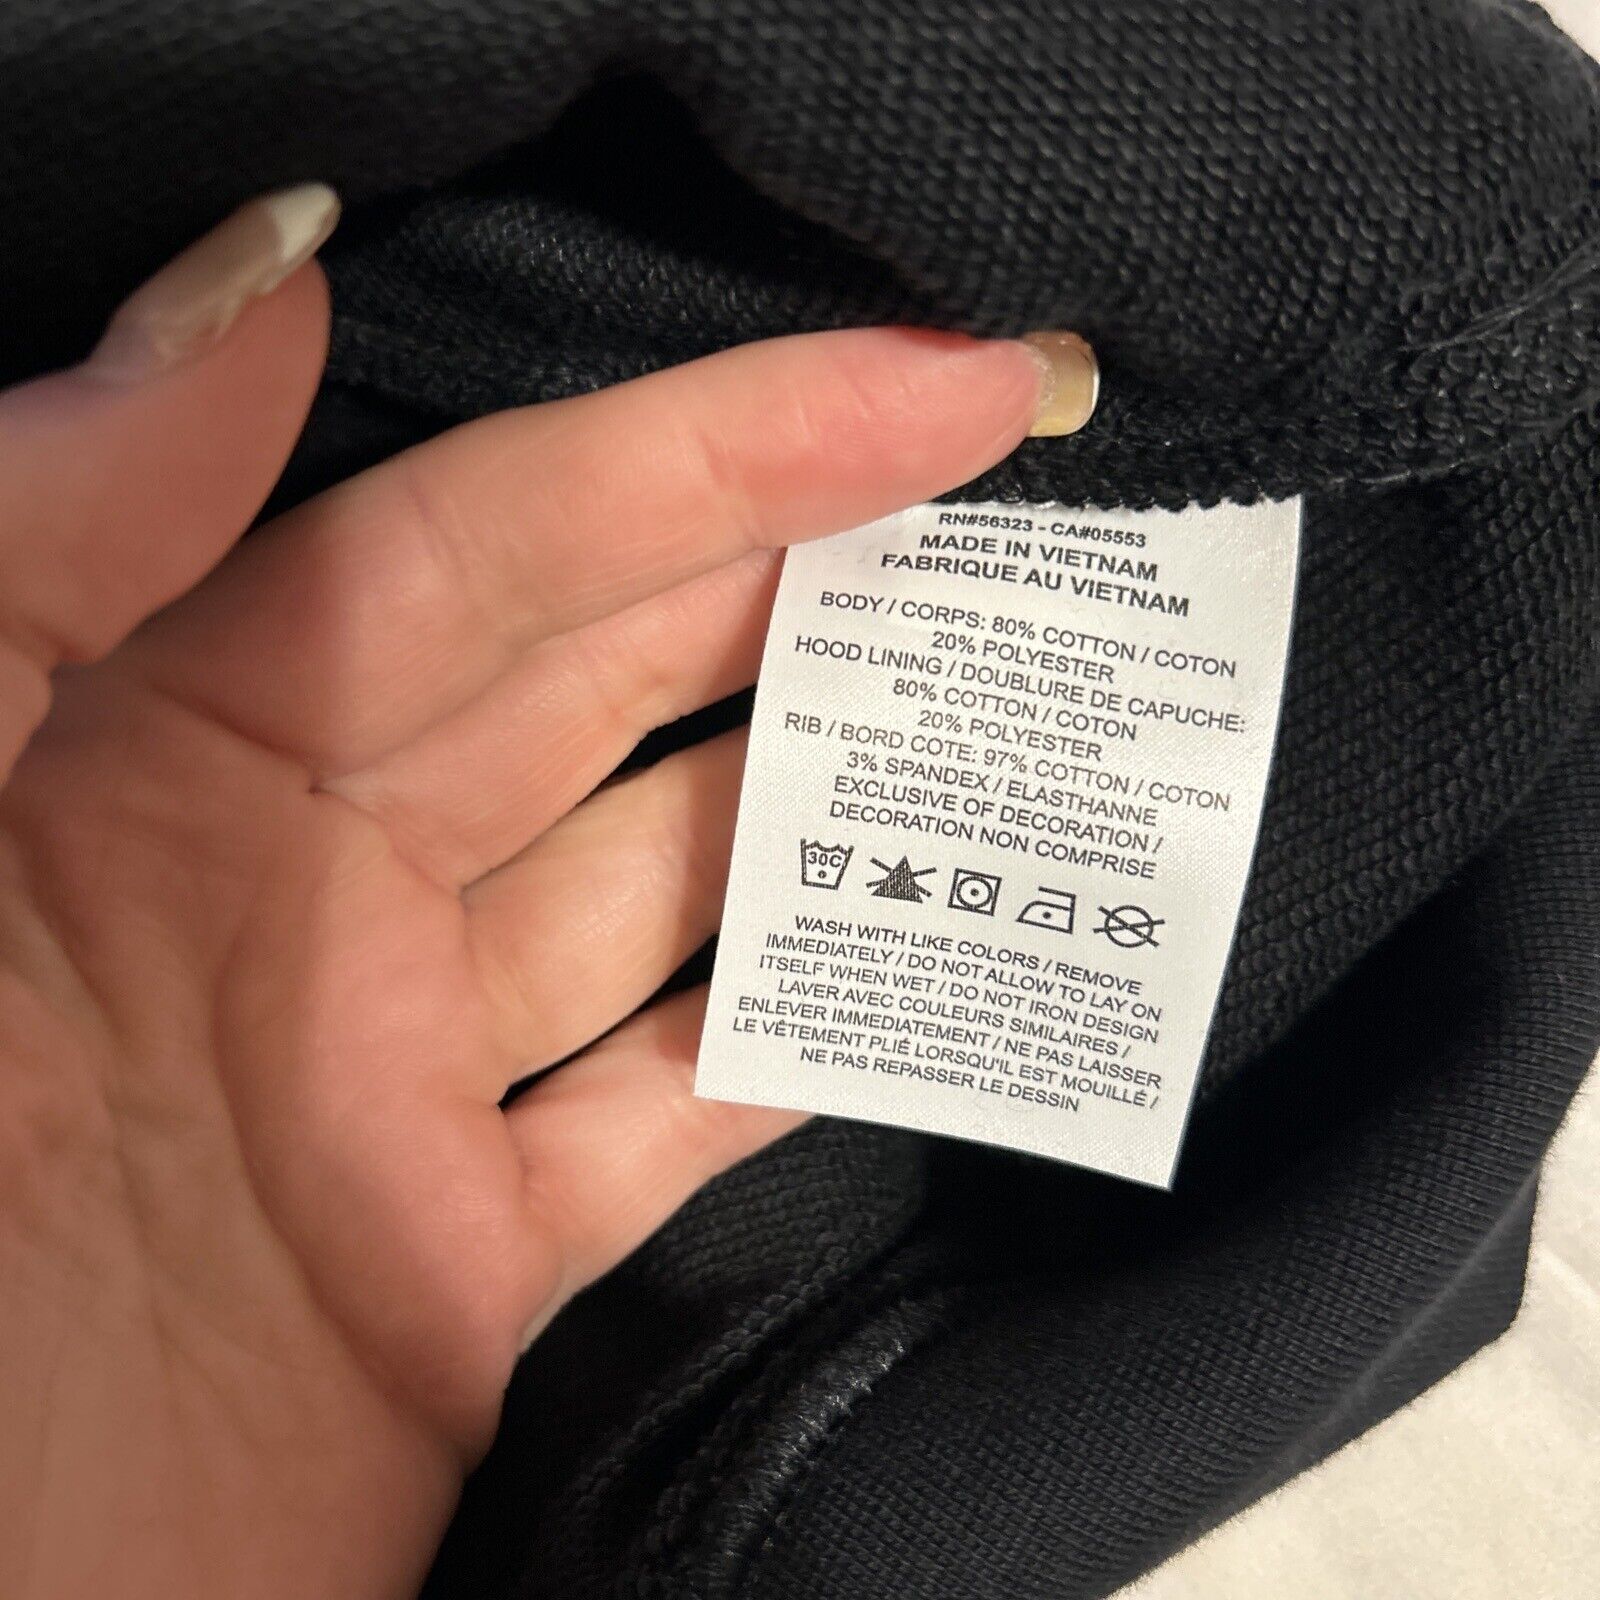 RN#56323 - CA#05553
MADE IN VIETNAM
FABRIQUE AU VIETNAM
BODY / CORPS: 80% COTTON / COTON
20% POLYESTER
HOOD LINING / DOUBLURE DE CAPUCHE:
80% COTTON / COTON
20% POLYESTER
RIB / BORD COTE: 97% COTTON / COTON
3% SPANDEX / ELASTHANNE
EXCLUSIVE OF DECORATION /
DECORATION NON COMPRISE
30C
WASH WITH LIKE COLORS / REMOVE
IMMEDIATELY / DO NOT ALLOW TO LAY ON
ITSELF WHEN WET / DO NOT IRON DESIGN
LAVER AVEC COULEURS SIMILAIRES /
ENLEVER IMMEDIATEMENT / NE PAS LAISSER
LE VÊTEMENT PLIÉ LORSQU'IL EST MOUILLÉ /
NE PAS REPASSER LE DESSIN